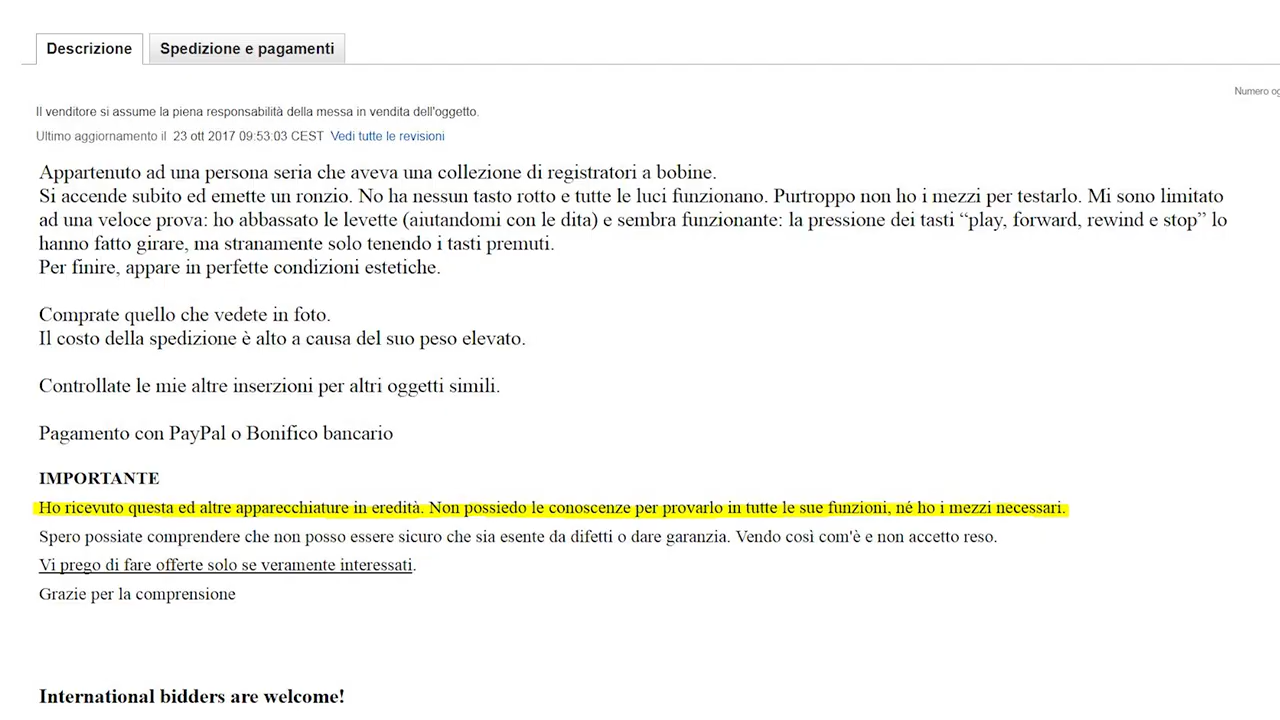 Descrizione
Spedizione e pagamenti
Numero og
Il venditore si assume la piena responsabilità della messa in vendita dell'oggetto.
Ultimo aggiornamento il 23 ott 2017 09:53:03 CEST Vedi tutte le revisioni
Appartenuto ad una persona seria che aveva una collezione di registratori a bobine.
Si accende subito ed emette un ronzio. No ha nessun tasto rotto e tutte le luci funzionano. Purtroppo non ho i mezzi per testarlo. Mi sono limitato
ad una veloce prova: ho abbassato le levette (aiutandomi con le dita) e sembra funzionante: la pressione dei tasti “play, forward, rewind e stop” lo
hanno fatto girare, ma stranamente solo tenendo i tasti premuti.
Per finire, appare in perfette condizioni estetiche.
Comprate quello che vedete in foto.
Il costo della spedizione è alto a causa del suo peso elevato.
Controllate le mie altre inserzioni per altri oggetti simili.
Pagamento con PayPal o Bonifico bancario
IMPORTANTE
Ho ricevuto questa ed altre apparecchiature in eredità. Non possiedo le conoscenze per provarlo in tutte le sue funzioni, né ho i mezzi necessari.
Spero possiate comprendere che non posso essere sicuro che sia esente da difetti o dare garanzia. Vendo così com'è e non accetto reso.
Vi prego di fare offerte solo se veramente interessati.
Grazie per la comprensione
International bidders are welcome!